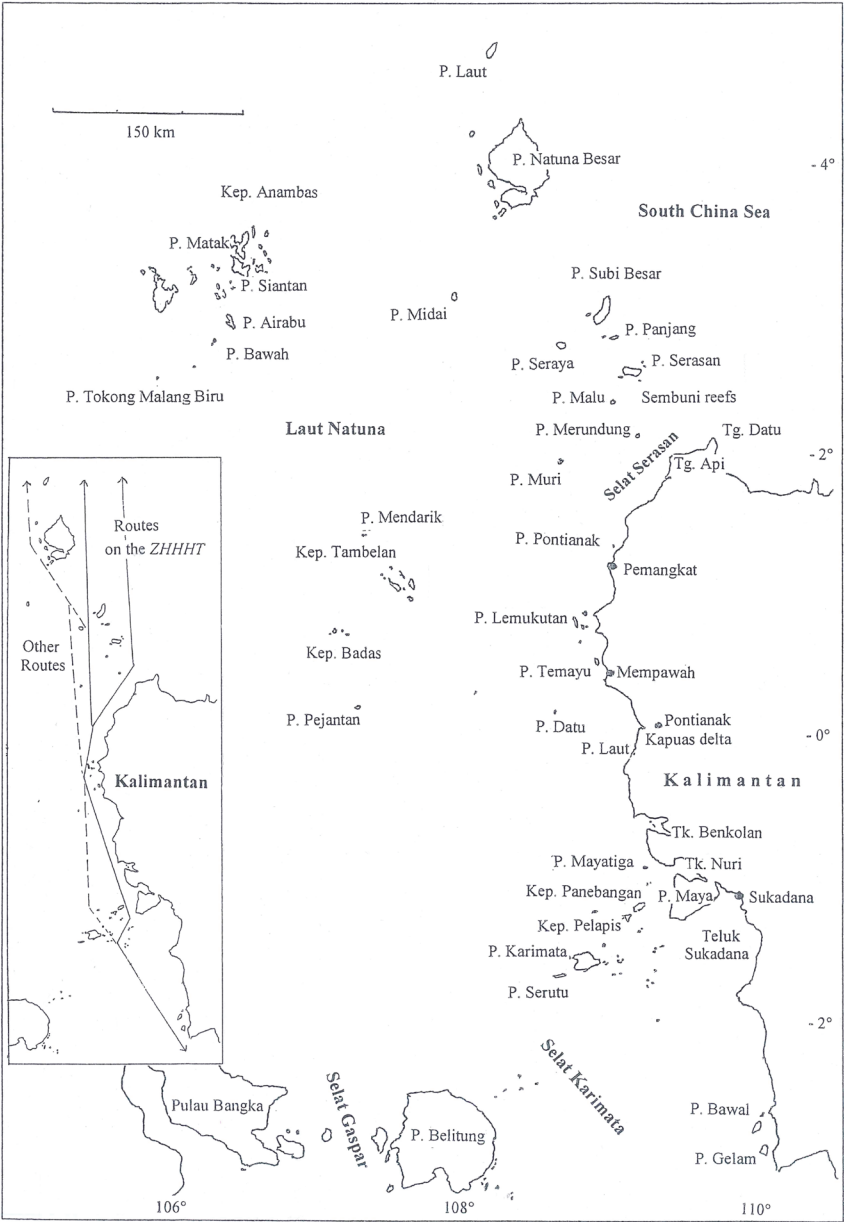 P. Laut
150 km
P. Natuna Besar
- 4°
Kep. Anambas
South China Sea
P. Matak
P. Subi Besar
P. Siantan
P. Midai
P. Airabu
P. Panjang
P. Bawah
P. Seraya
P. Serasan
P. Tokong Malang Biru
P. Malu
Sembuni reefs
Laut Natuna
P. Merundung
Tg. Datu
- 2°
Selat Serasan
Tg. Api
P. Muri
Routes
on the ZHHHT
P. Mendarik
P. Pontianak
Kep. Tambelan
Pemangkat
P. Lemukutan
Other
Routes
Kep. Badas
P. Temayu
Mempawah
P. Pejantan
P. Datu
Pontianak
Kapuas delta
- 0°
P. Laut
Kalimantan
Kalimantan
Tk. Benkolan
P. Mayatiga
Tk. Nuri
Kep. Panebangan
P. Maya
Sukadana
Kep. Pelapis
Teluk
Sukadana
P. Karimata
P. Serutu
- 2°
Selat Karimata
Selat Gaspar
Pulau Bangka
P. Belitung
P. Bawal
P. Gelam
106°
108°
110°